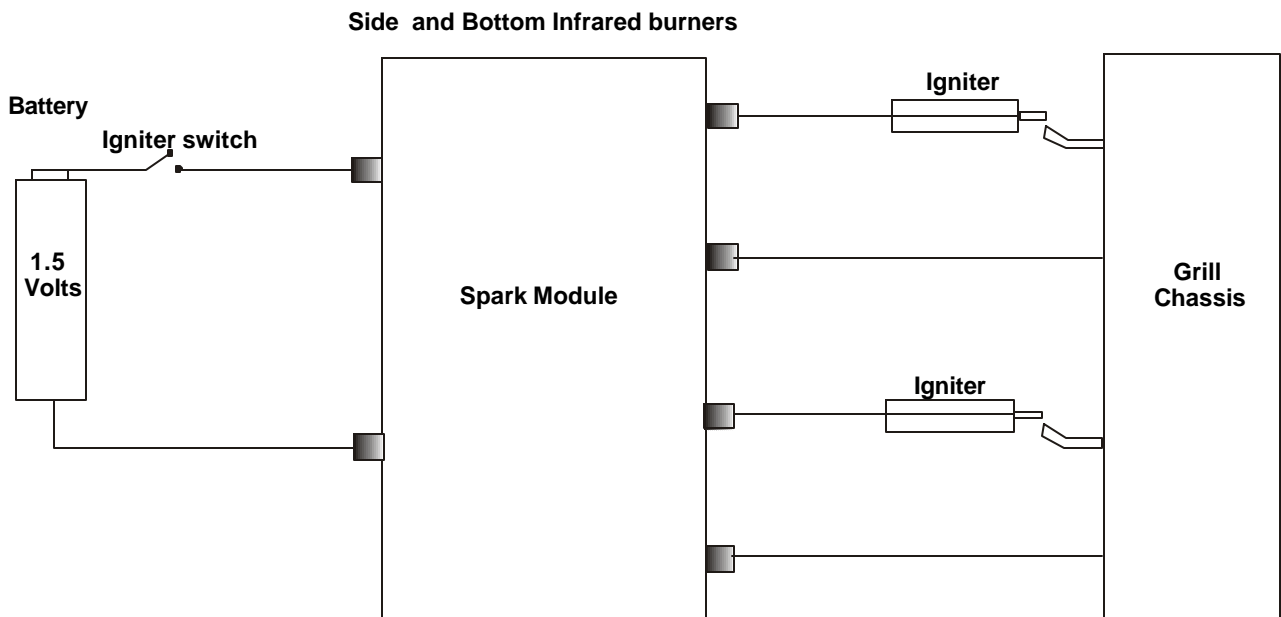 Side and Bottom Infrared burners
Battery
Igniter switch
1.5
Volts
Spark Module
Igniter
Igniter
Grill
Chassis